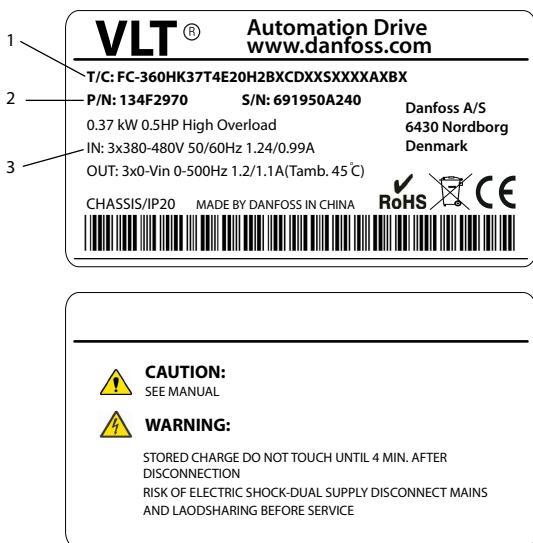 VLT ® Automation Drive
www.danfoss.com
1
T/C: FC-360HK37T4E20H2BXCDXXSXXXXAXBX
2
P/N: 134F2970 S/N: 691950A240
Danfoss A/S
6430 Nordborg
Denmark
0.37 kW 0.5HP High Overload
3
IN: 3x380-480V 50/60Hz 1.24/0.99A
OUT: 3x0-Vin 0-500Hz 1.2/1.1A(Tamb. 45°C)
CHASSIS/IP20 MADE BY DANFOSS IN CHINA
RoHS CE
CAUTION:
SEE MANUAL
WARNING:
STORED CHARGE DO NOT TOUCH UNTIL 4 MIN. AFTER
DISCONNECTION
RISK OF ELECTRIC SHOCK-DUAL SUPPLY DISCONNECT MAINS
AND LAODSHARING BEFORE SERVICE